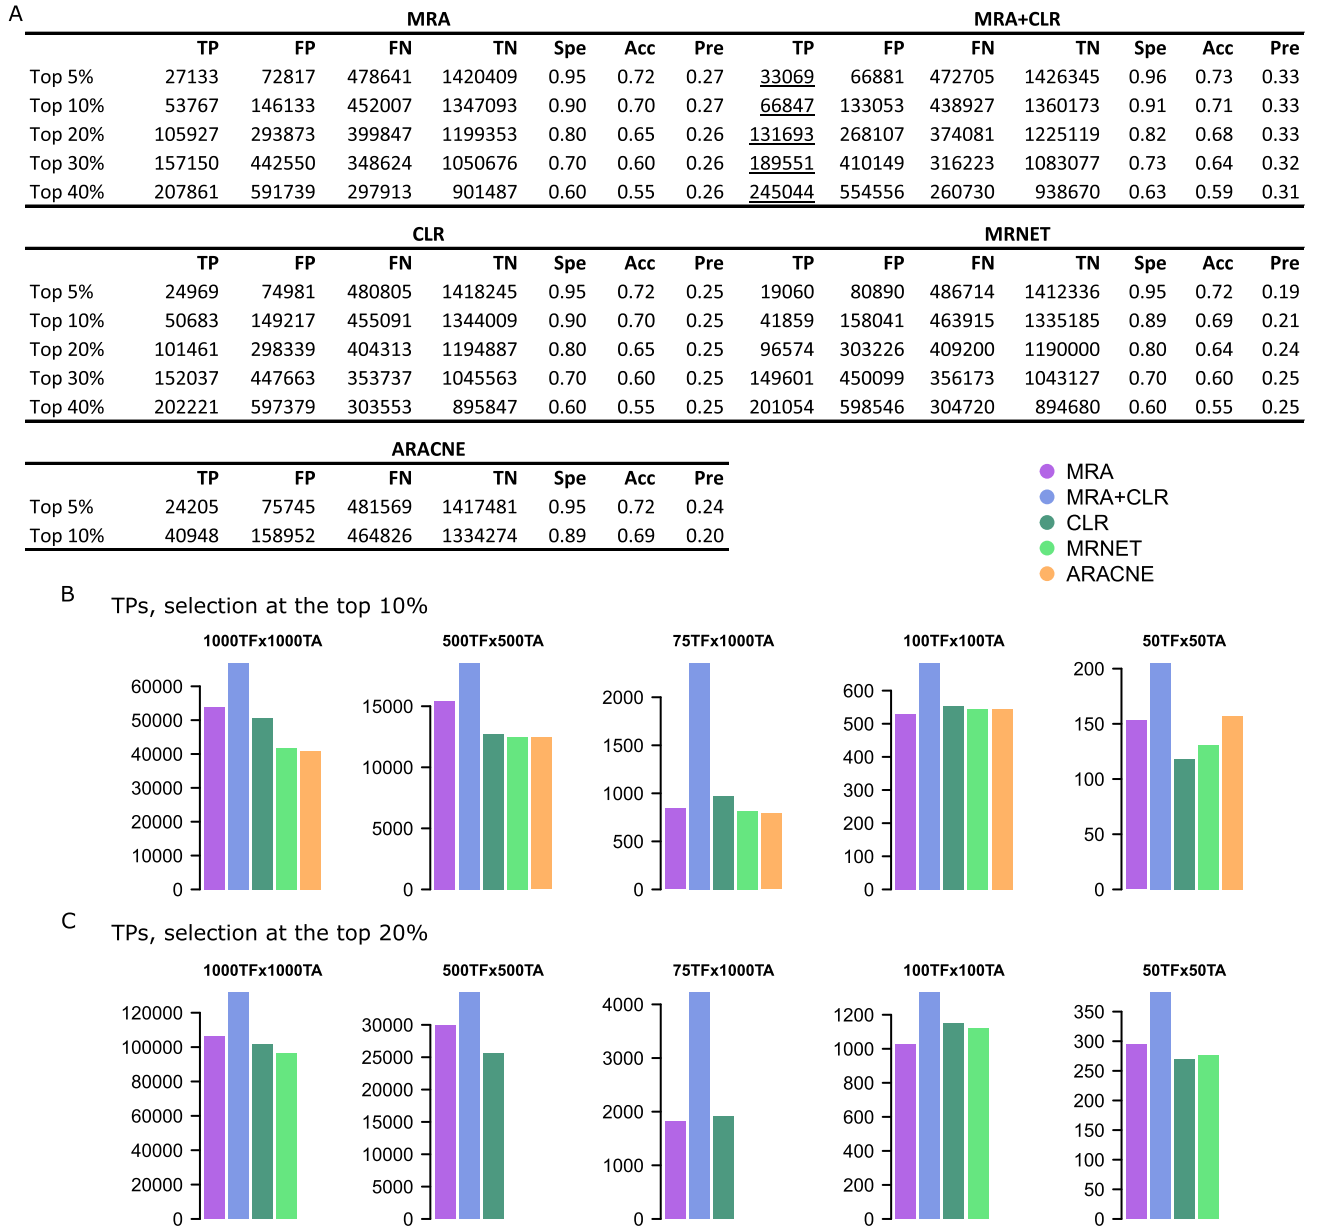 A
MRA MRA+CLR
TP FP FN TN Spe Acc Pre TP FP FN TN Spe Acc Pre
Top 5% 27133 72817 478641 1420409 0.95 0.72 0.27 33069 66881 472705 1426345 0.96 0.73 0.33
Top 10% 53767 146133 452007 1347093 0.90 0.70 0.27 66847 133053 438927 1360173 0.91 0.71 0.33
Top 20% 105927 293873 399847 1199353 0.80 0.65 0.26 131693 268107 374081 1225119 0.82 0.68 0.33
Top 30% 157150 442550 348624 1050676 0.70 0.60 0.26 189551 410149 316223 1083077 0.73 0.64 0.32
Top 40% 207861 591739 297913 901487 0.60 0.55 0.26 245044 554556 260730 938670 0.63 0.59 0.31
CLR MRNET
TP FP FN TN Spe Acc Pre TP FP FN TN Spe Acc Pre
Top 5% 24969 74981 480805 1418245 0.95 0.72 0.25 19060 80890 486714 1412336 0.95 0.72 0.19
Top 10% 50683 149217 455091 1344009 0.90 0.70 0.25 41859 158041 463915 1335185 0.89 0.69 0.21
Top 20% 101461 298339 404313 1194887 0.80 0.65 0.25 96574 303226 409200 1190000 0.80 0.64 0.24
Top 30% 152037 447663 353737 1045563 0.70 0.60 0.25 149601 450099 356173 1043127 0.70 0.60 0.25
Top 40% 202221 597379 303553 895847 0.60 0.55 0.25 201054 598546 304720 894680 0.60 0.55 0.25
ARACNE
TP FP FN TN Spe Acc Pre
Top 5% 24205 75745 481569 1417481 0.95 0.72 0.24
Top 10% 40948 158952 464826 1334274 0.89 0.69 0.20
MRA
MRA+CLR
CLR
MRNET
ARACNE
B TPs, selection at the top 10%
1000TFx1000TA
60000
50000
40000
30000
20000
10000
0
500TFx500TA
15000
10000
5000
0
75TFx1000TA
2000
1500
1000
500
0
100TFx100TA
600
500
400
300
200
100
0
50TFx50TA
200
150
100
50
0
C TPs, selection at the top 20%
1000TFx1000TA
120000
100000
80000
60000
40000
20000
0
500TFx500TA
30000
25000
20000
15000
10000
5000
0
75TFx1000TA
4000
3000
2000
1000
0
100TFx100TA
1200
1000
800
600
400
200
0
50TFx50TA
350
300
250
200
150
100
50
0